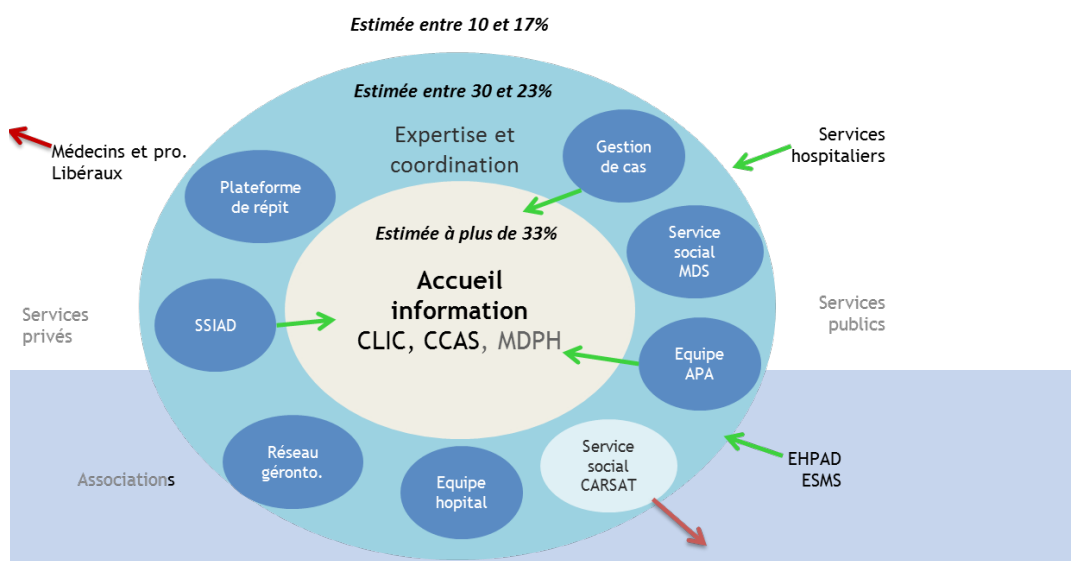 Estimée entre 10 et 17%
Estimée entre 30 et 23%
Expertise et
coordination
Gestion
de cas
Services
hospitaliers
Médecins et pro.
Libéraux
Plateforme
de répit
Estimée à plus de 33%
Service
social
MDS
Accueil
information
CLIC, CCAS, MDPH
Services
privés
SSIAD
Services
publics
Equipe
APA
Associations
Réseau
géronto.
Equipe
hopital
Service
social
CARSAT
EHPAD
ESMS